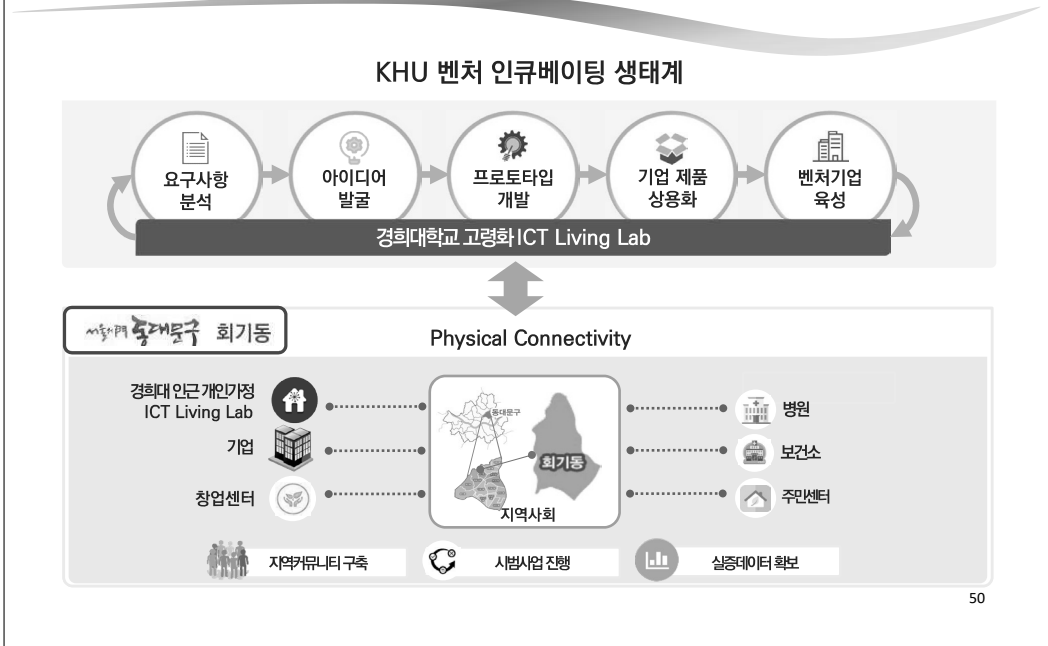 KHU 벤처 인큐베이팅 생태계
요구사항
분석
아이디어
발굴
프로토타입
개발
기업 제품
상용화
벤처기업
육성
경희대학교 고령화 ICT Living Lab
서울의門 동대문구 회기동
Physical Connectivity
경희대 인근 개인가정
ICT Living Lab
기업
창업센터
동대문구
회기동
지역사회
병원
보건소
주민센터
지역커뮤니티 구축
시범사업 진행
실증데이터 확보
50